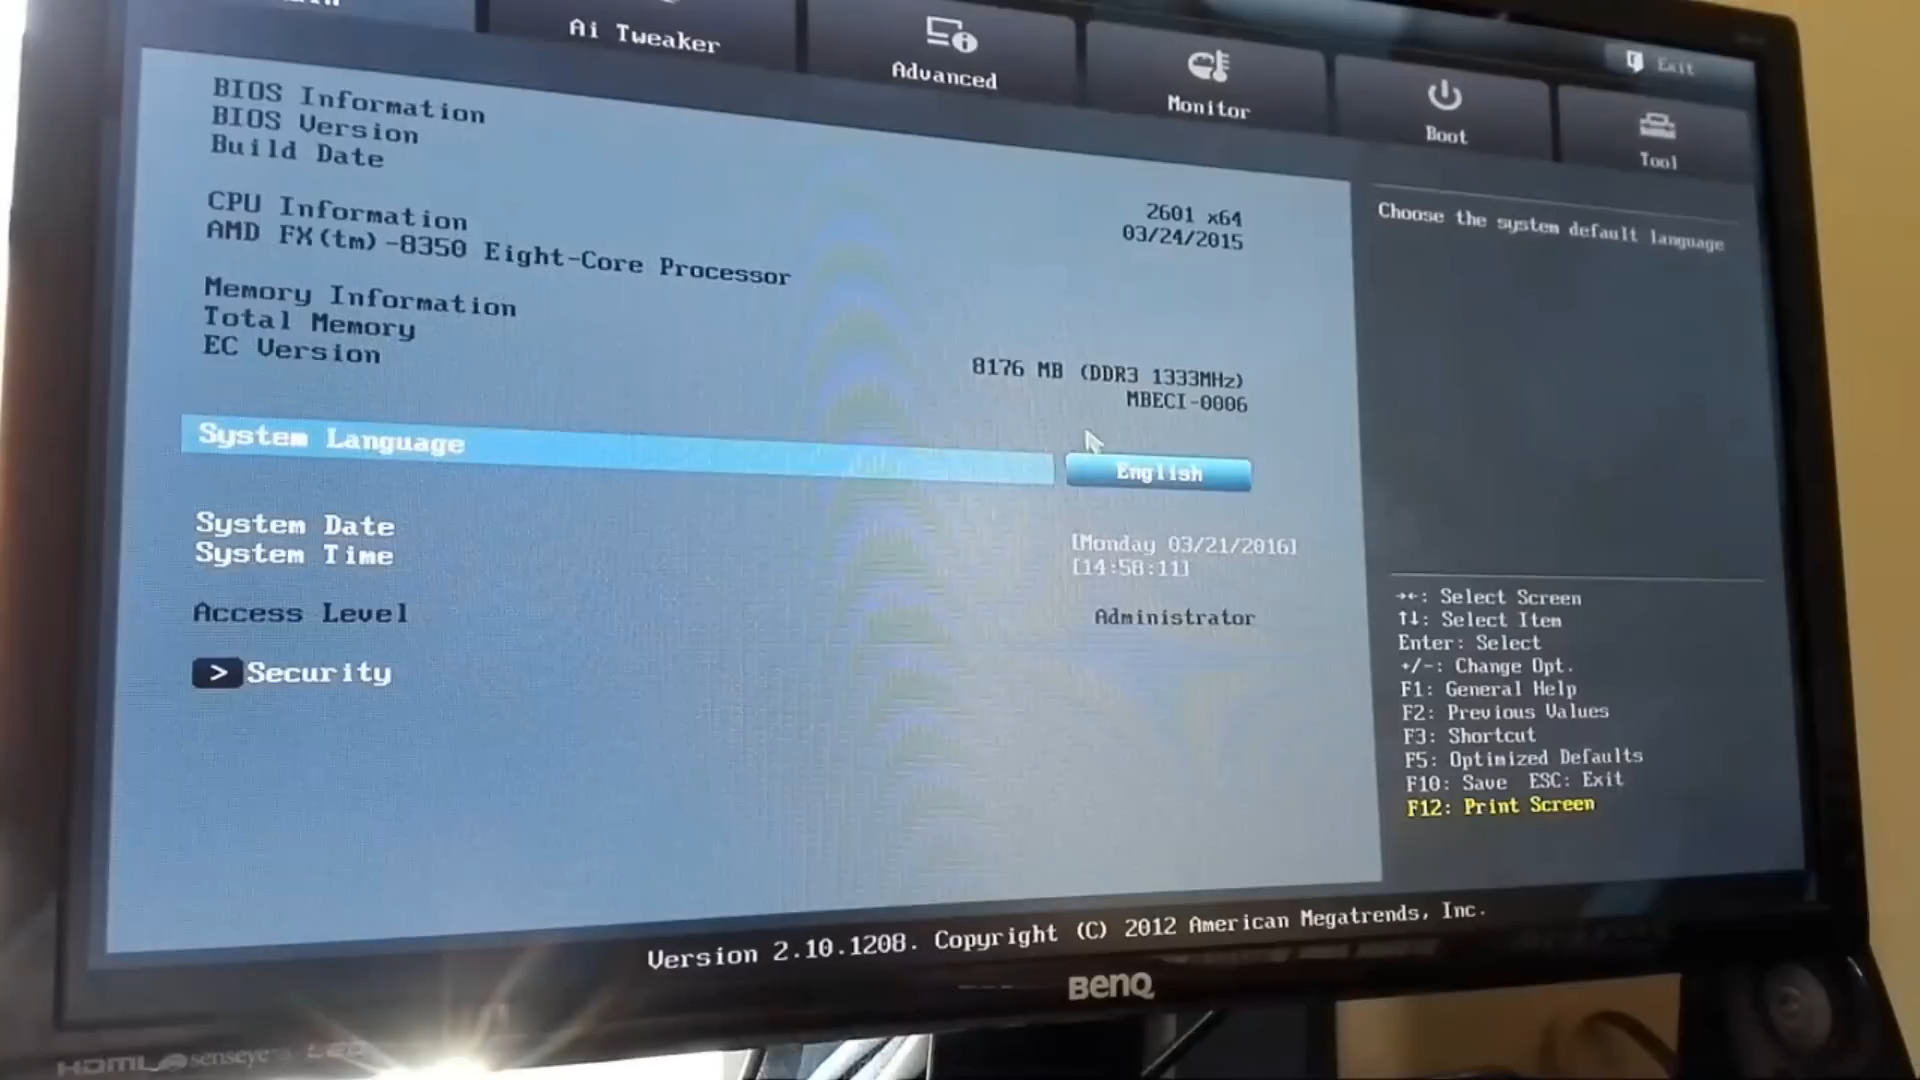 Ai Tweaker
Advanced
Monitor
Boot
Tool
Exit
BIOS Information
BIOS Version
2601 x64
Build Date
03/24/2015
CPU Information
AMD FX(tm)-8350 Eight-Core Processor
Memory Information
Total Memory
8176 MB (DDR3 1333MHz)
EC Version
MBECI-0006
System Language
English
System Date
[Monday 03/21/2016]
System Time
[14:58:11]
Access Level
Administrator
> Security
Choose the system default language
→←: Select Screen
↑↓: Select Item
Enter: Select
+/-: Change Opt.
F1: General Help
F2: Previous Values
F3: Shortcut
F5: Optimized Defaults
F10: Save ESC: Exit
F12: Print Screen
Version 2.10.1208. Copyright (C) 2012 American Megatrends, Inc.
BenQ
HDMI senseye LED